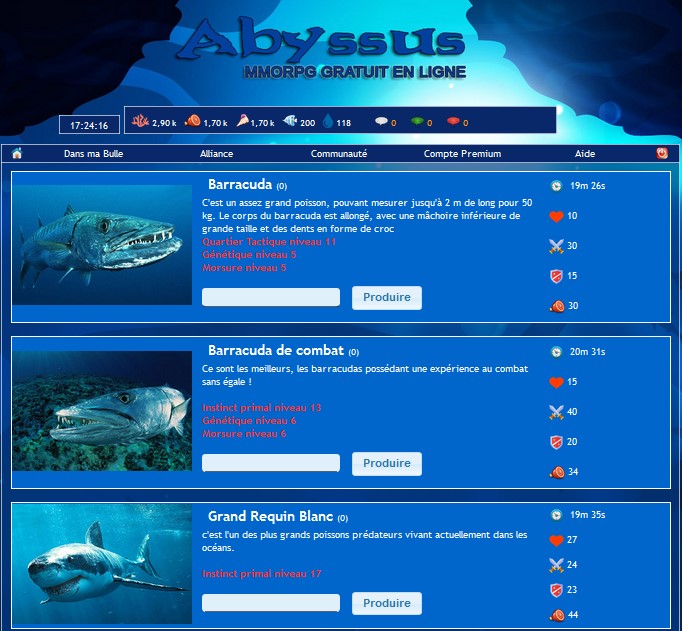 Abyssus
MMORPG GRATUIT EN LIGNE
17:24:16
2,90 k 1,70 k 1,70 k 200 118 0 0 0
Dans ma Bulle Alliance Communauté Compte Premium Aide
Barracuda (0)
C'est un assez grand poisson, pouvant mesurer jusqu'à 2 m de long pour 50
kg. Le corps du barracuda est allongé, avec une mâchoire inférieure de
grande taille et des dents en forme de croc
Quartier Tactique niveau 11
Génétique niveau 5
Morsure niveau 5
Produire
19m 26s
10
30
15
30
Barracuda de combat (0)
Ce sont les meilleurs, les barracudas possédant une expérience au combat
sans égale !
Instinct primal niveau 13
Génétique niveau 6
Morsure niveau 6
Produire
20m 31s
15
40
20
34
Grand Requin Blanc (0)
c'est l'un des plus grands poissons prédateurs vivant actuellement dans les
océans.
Instinct primal niveau 17
Produire
19m 35s
27
24
23
44